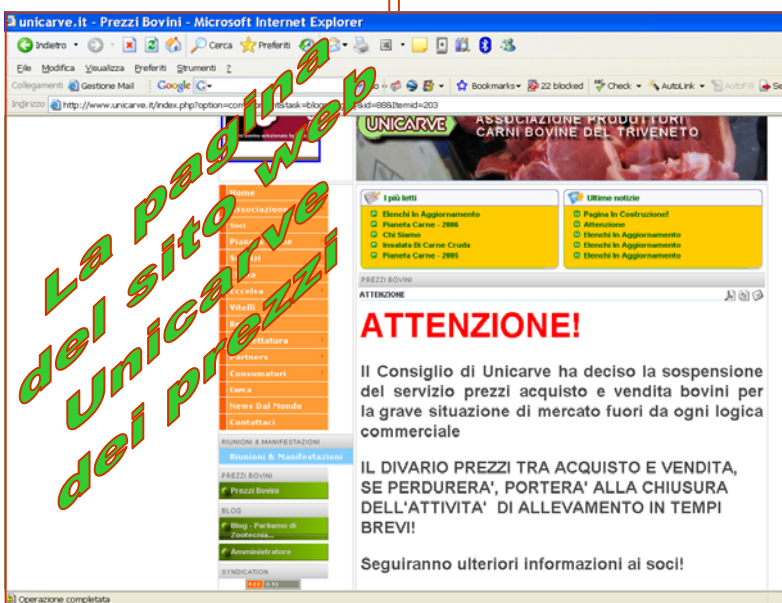 unicarve.it - Prezzi Bovini - Microsoft Internet Explorer
Indietro Cerca Preferiti
File Modifica Visualizza Preferiti Strumenti ?
Collegamenti Gestione Mail Google G Bookmarks 22 blocked Check AutoLink AutoFill
Indirizzo http://www.unicarve.it/index.php?option=com
UNICARVE
ASSOCIAZIONE PRODUTTORI
CARNI BOVINE DEL TRIVENETO
La pagina
del sito web
Unicarve
dei prezzi
Home
Associazione
Soci
Eccelsa
Vitelli
Partners
Consumatori
Cerca
News Dal Mondo
Contattaci
RIUNIONI & MANIFESTAZIONI
Riunioni & Manifestazioni
PREZZI BOVINI
Prezzi Bovini
BLOG
Blog - Parliamo di
Zootecnia...
Amministratore
SYNDICATION
I più letti
Elenchi In Aggiornamento
Pianeta Carne - 2006
Chi Siamo
Insalata Di Carne Cruda
Pianeta Carne - 2005
Ultime notizie
Pagina In Costruzione!
Attenzione
Elenchi In Aggiornamento
Elenchi In Aggiornamento
Elenchi In Aggiornamento
PREZZI BOVINI
ATTENZIONE
ATTENZIONE!
Il Consiglio di Unicarve ha deciso la sospensione
del servizio prezzi acquisto e vendita bovini per
la grave situazione di mercato fuori da ogni logica
commerciale
IL DIVARIO PREZZI TRA ACQUISTO E VENDITA,
SE PERDURERA', PORTERA' ALLA CHIUSURA
DELL'ATTIVITA' DI ALLEVAMENTO IN TEMPI
BREVI!
Seguiranno ulteriori informazioni ai soci!
Operazione completata